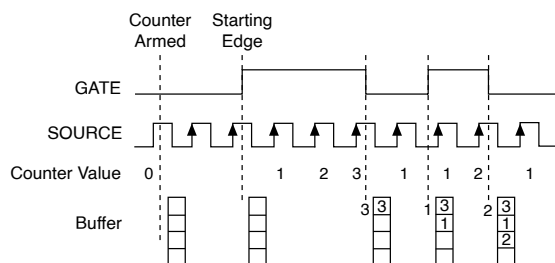 Counter Armed
Starting Edge
GATE
SOURCE
Counter Value 0 1 2 3 1 1 2 1
Buffer
3 3
1 3
1
2 3
1
2